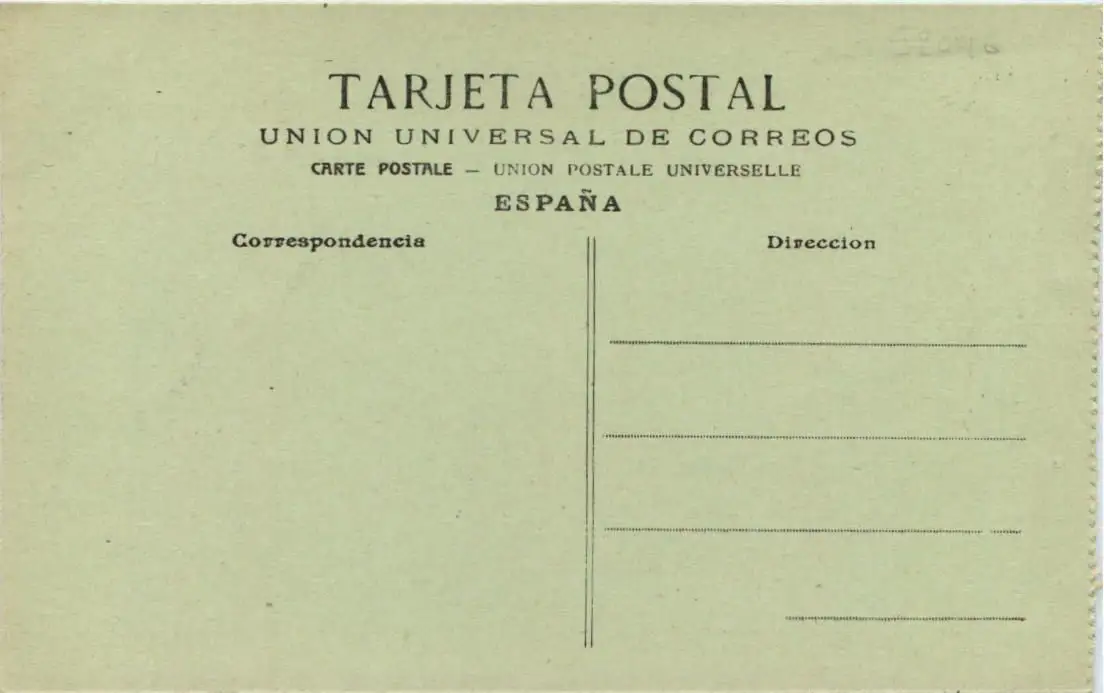 TARJETA POSTAL
UNION UNIVERSAL DE CORREOS
CARTE POSTALE — UNION POSTALE UNIVERSELLE
ESPAÑA
Correspondencia
Direccion